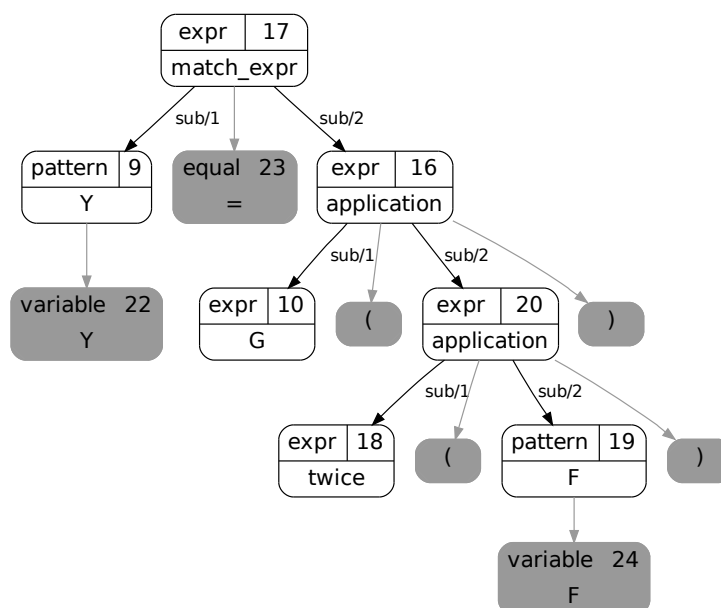 expr 17
match_expr
sub/1
sub/2
pattern 9
Y
equal 23
=
expr 16
application
sub/1
sub/2
variable 22
Y
expr 10
G
(
expr 20
application
)
sub/1
sub/2
expr 18
twice
(
pattern 19
F
)
variable 24
F